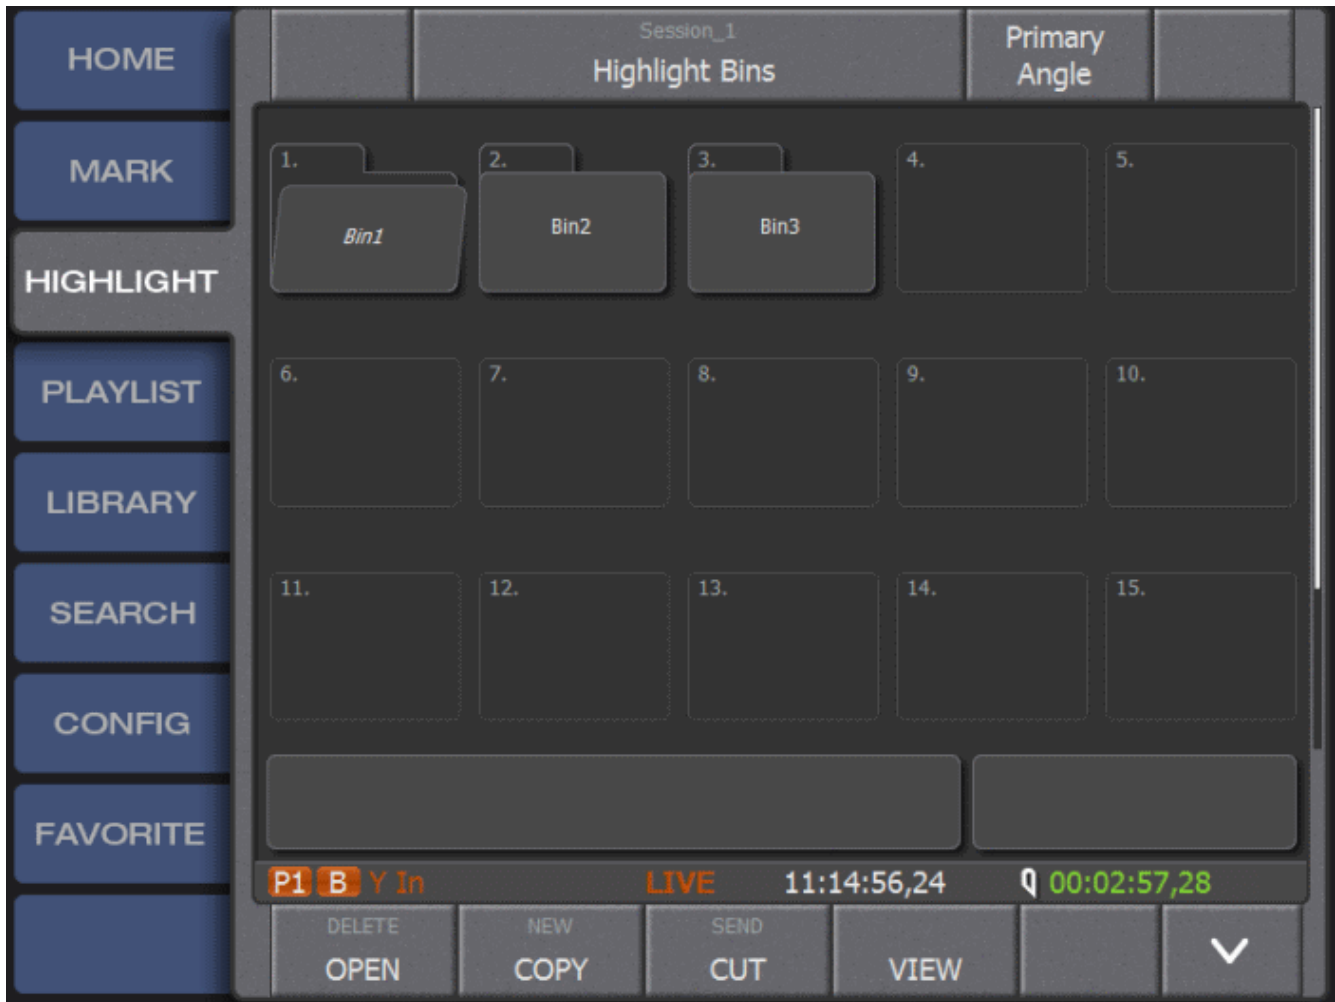 HOME
MARK
HIGHLIGHT
PLAYLIST
LIBRARY
SEARCH
CONFIG
FAVORITE
Session_1
Highlight Bins
Primary
Angle
1.
2.
3.
4.
5.
Bin1
Bin2
Bin3
6.
7.
8.
9.
10.
11.
12.
13.
14.
15.
P1 B Y In LIVE 11:14:56,24 00:02:57,28
DELETE
OPEN
NEW
COPY
SEND
CUT
VIEW